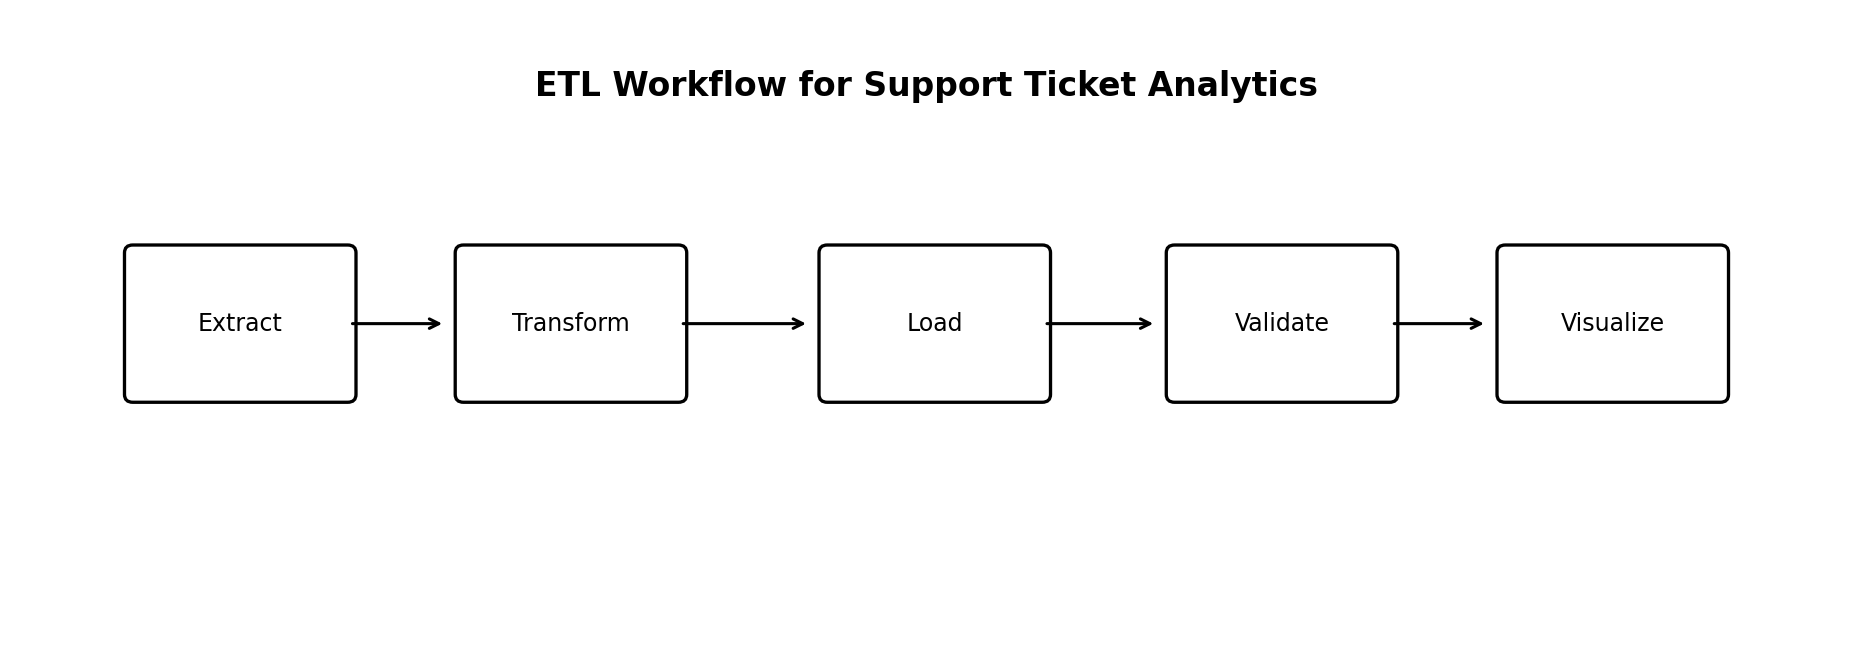 ETL Workflow for Support Ticket Analytics
Extract
Transform
Load
Validate
Visualize